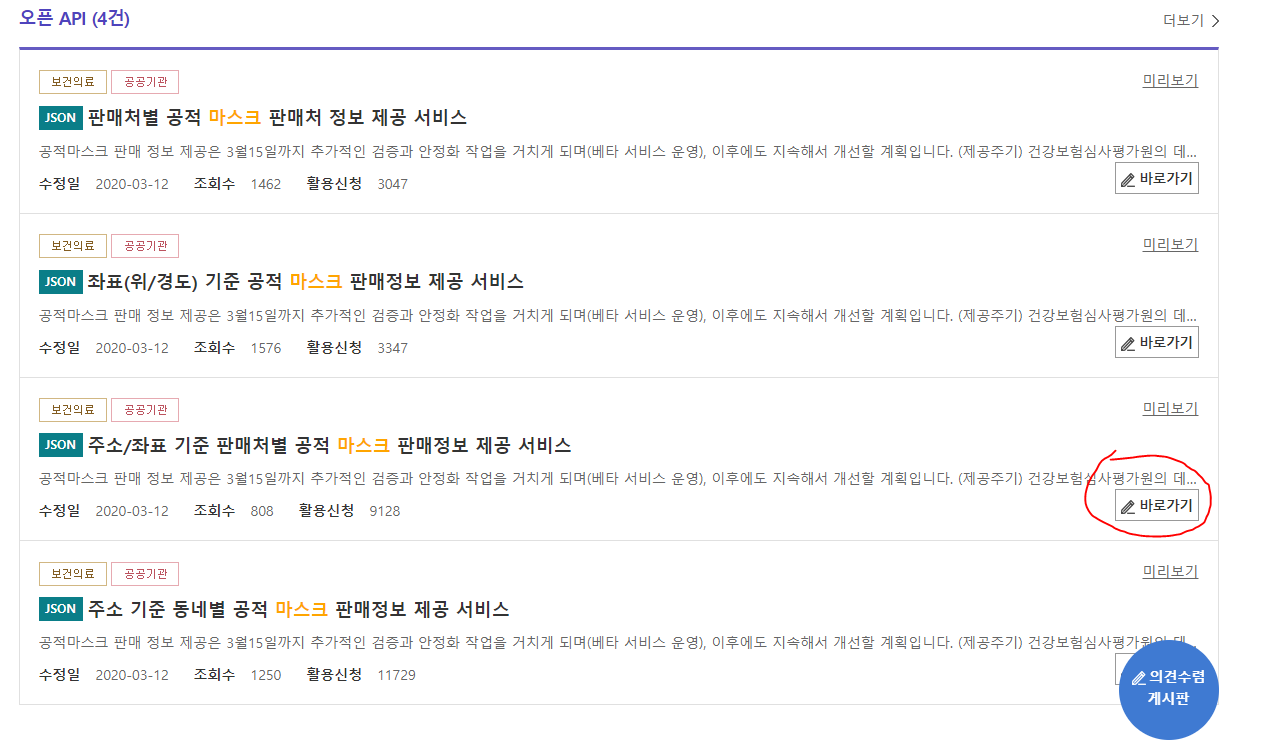 오픈 API (4건)
더보기
보건의료 공공기관 미리보기
JSON 판매처별 공적 마스크 판매처 정보 제공 서비스
공적마스크 판매 정보 제공은 3월15일까지 추가적인 검증과 안정화 작업을 거치게 되며(베타 서비스 운영), 이후에도 지속해서 개선할 계획입니다. (제공주기) 건강보험심사평가원의 데...
수정일 2020-03-12 조회수 1462 활용신청 3047 바로가기
보건의료 공공기관 미리보기
JSON 좌표(위/경도) 기준 공적 마스크 판매정보 제공 서비스
공적마스크 판매 정보 제공은 3월15일까지 추가적인 검증과 안정화 작업을 거치게 되며(베타 서비스 운영), 이후에도 지속해서 개선할 계획입니다. (제공주기) 건강보험심사평가원의 데...
수정일 2020-03-12 조회수 1576 활용신청 3347 바로가기
보건의료 공공기관 미리보기
JSON 주소/좌표 기준 판매처별 공적 마스크 판매정보 제공 서비스
공적마스크 판매 정보 제공은 3월15일까지 추가적인 검증과 안정화 작업을 거치게 되며(베타 서비스 운영), 이후에도 지속해서 개선할 계획입니다. (제공주기) 건강보험심사평가원의 데...
수정일 2020-03-12 조회수 808 활용신청 9128 바로가기
보건의료 공공기관 미리보기
JSON 주소 기준 동네별 공적 마스크 판매정보 제공 서비스
공적마스크 판매 정보 제공은 3월15일까지 추가적인 검증과 안정화 작업을 거치게 되며(베타 서비스 운영), 이후에도 지속해서 개선할 계획입니다. (제공주기) 건강보험심사평가원의 데...
수정일 2020-03-12 조회수 1250 활용신청 11729
의견수렴
게시판